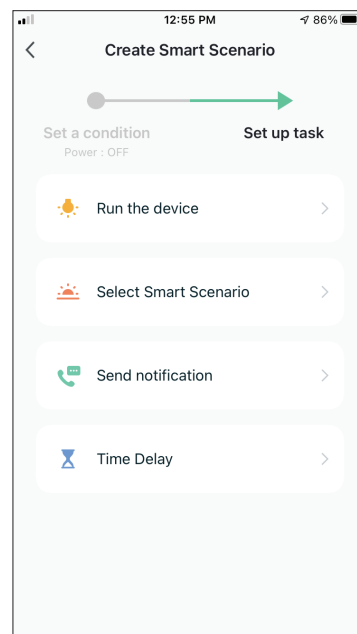 12:55 PM 86%
Create Smart Scenario
Set a condition Set up task
Power : OFF
Run the device
Select Smart Scenario
Send notification
Time Delay